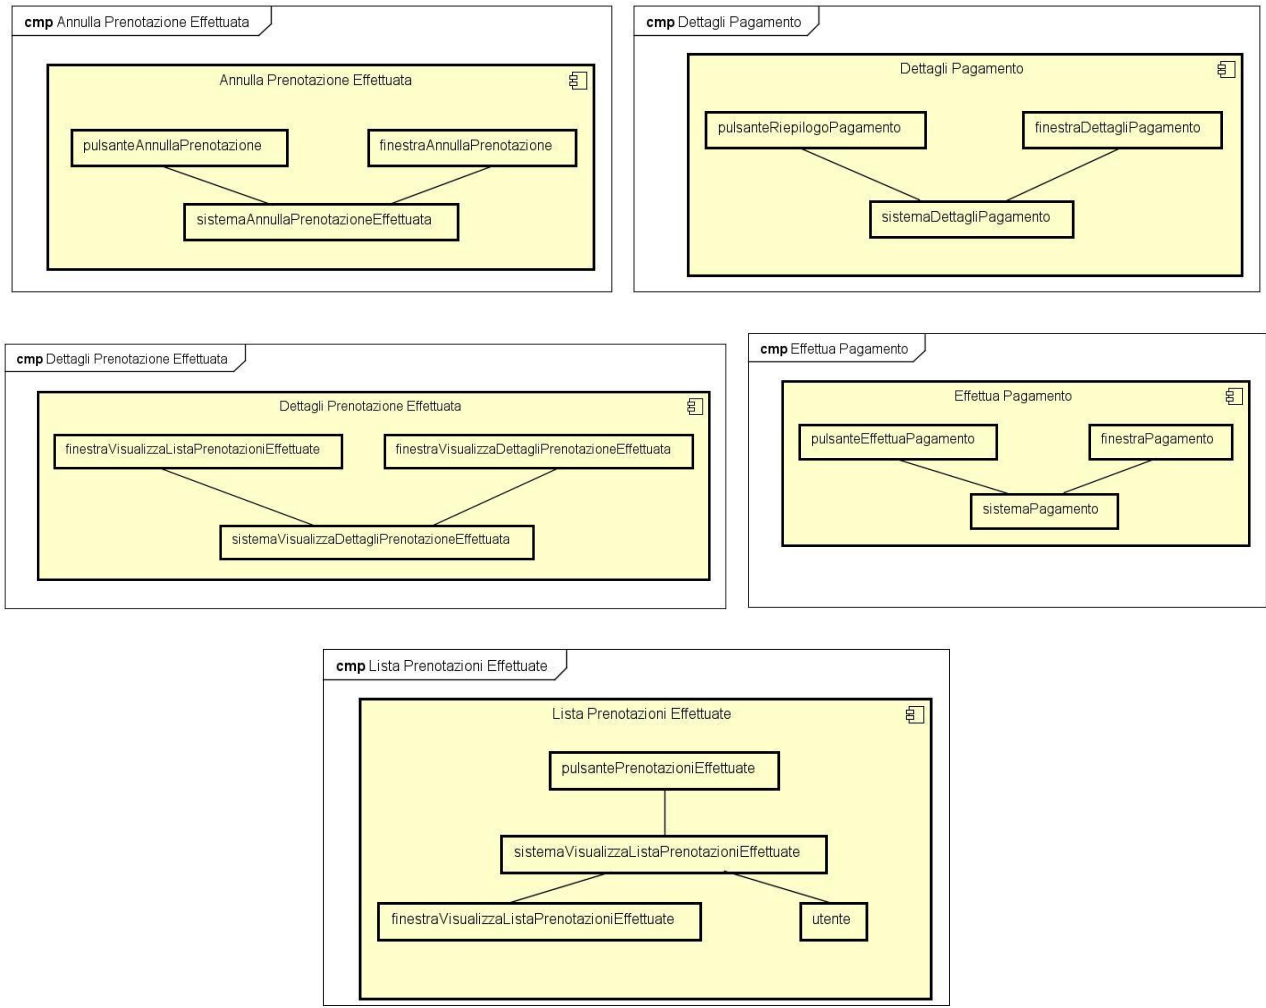 cmp Annulla Prenotazione Effettuata
Annulla Prenotazione Effettuata
pulsanteAnnullaPrenotazione
finestraAnnullaPrenotazione
sistemaAnnullaPrenotazioneEffettuata
cmp Dettagli Pagamento
Dettagli Pagamento
pulsanteRiepilogoPagamento
finestraDettagliPagamento
sistemaDettagliPagamento
cmp Dettagli Prenotazione Effettuata
Dettagli Prenotazione Effettuata
finestraVisualizzaListaPrenotazioniEffettuate
finestraVisualizzaDettagliPrenotazioneEffettuata
sistemaVisualizzaDettagliPrenotazioneEffettuata
cmp Effettua Pagamento
Effettua Pagamento
pulsanteEffettuaPagamento
finestraPagamento
sistemaPagamento
cmp Lista Prenotazioni Effettuate
Lista Prenotazioni Effettuate
pulsantePrenotazioniEffettuate
sistemaVisualizzaListaPrenotazioniEffettuate
finestraVisualizzaListaPrenotazioniEffettuate
utente